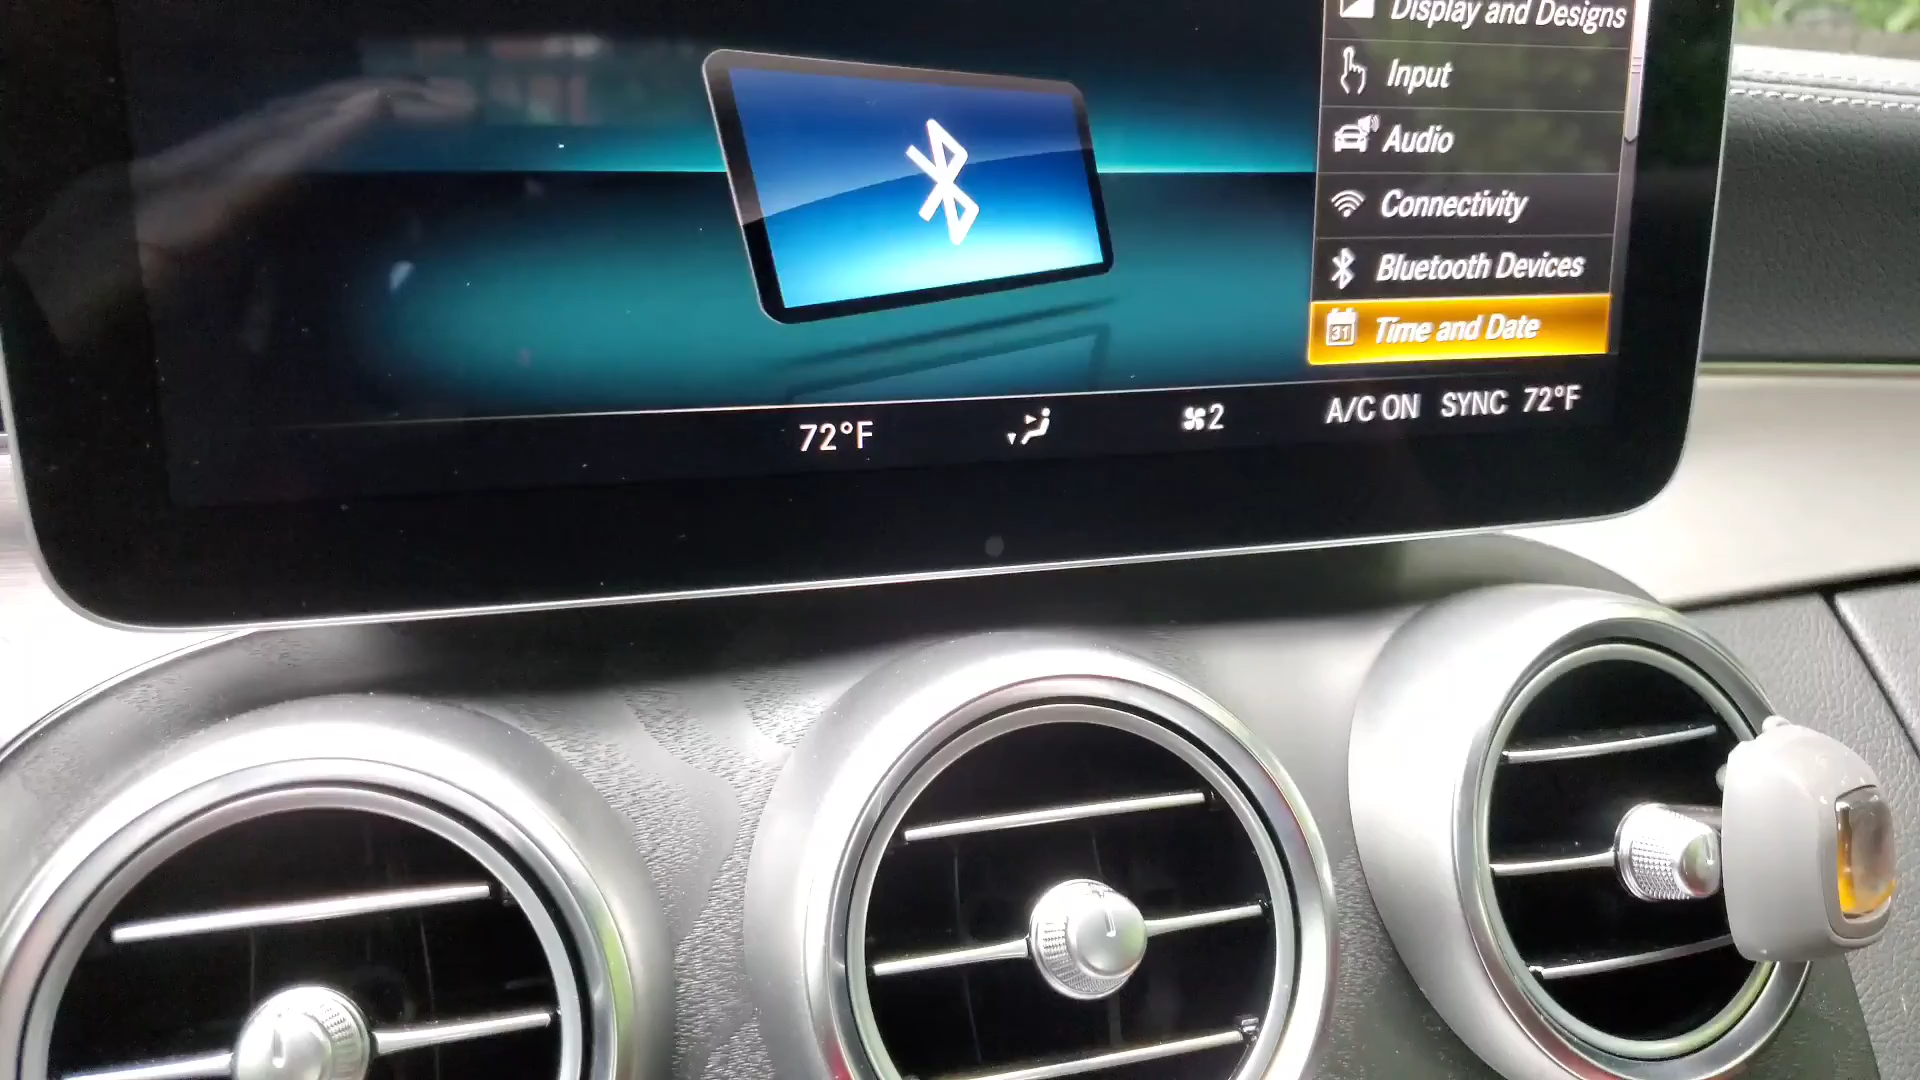 Display and Designs
Input
Audio
Connectivity
Bluetooth Devices
31 Time and Date
72°F 2 A/C ON SYNC 72°F